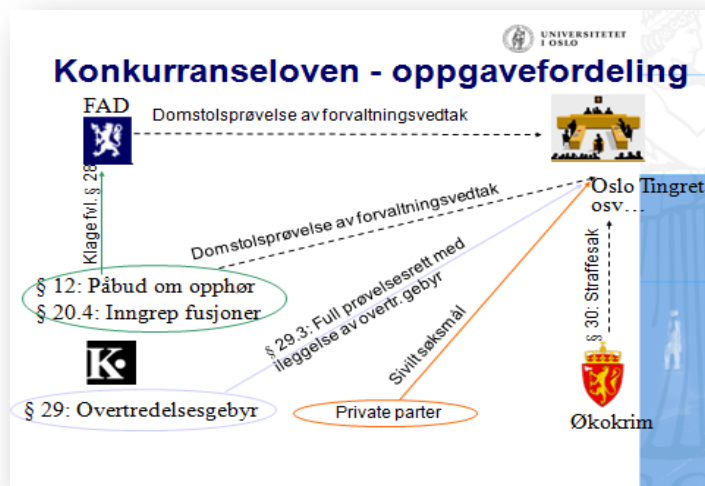 UNIVERSITETET
I OSLO
Konkurranseloven - oppgavefordeling
FAD
Domstolsprøvelse av forvaltningsvedtak
Klage fvl. § 28
Oslo Tingret
osv...
Domstolsprøvelse av forvaltningsvedtak
§ 12: Påbud om opphør
§ 20.4: Inngrep fusjoner
§ 29.3: Full prøvelsesrett med
ileggelse av overtr. gebyr
Sivilt søksmål
§ 30: Straffesak
K
§ 29: Overtredelsesgebyr
Private parter
Økokrim